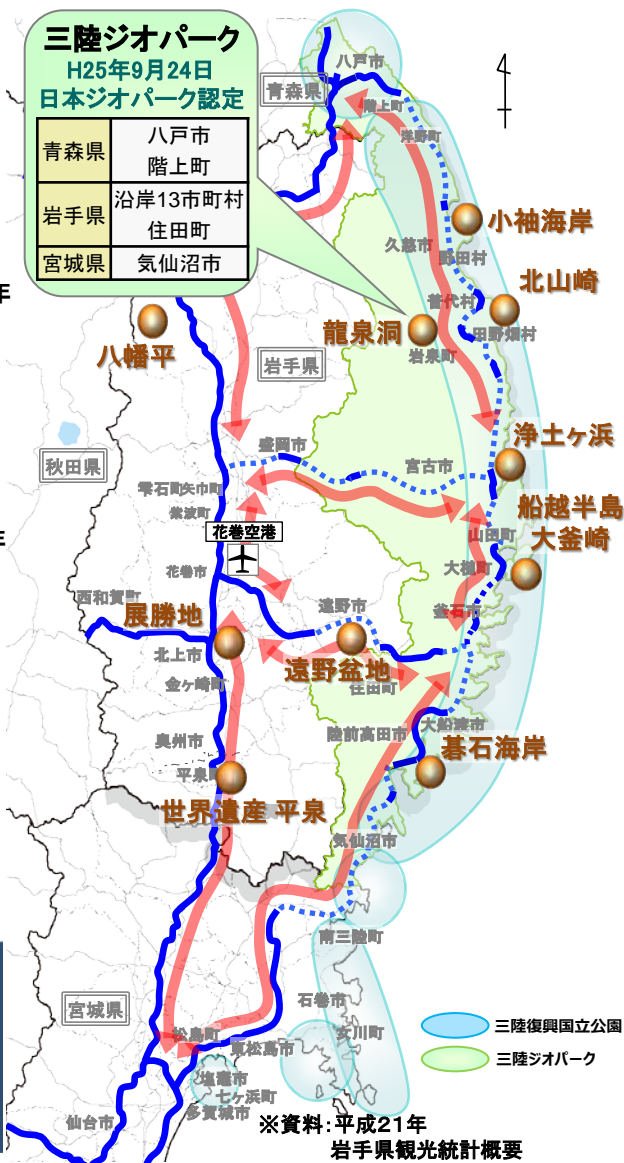 三陸ジオパーク
H25年9月24日
日本ジオパーク認定
青森県
八戸市
階上町
岩手県
沿岸13市町村
住田町
宮城県
気仙沼市
八戸市
青森県
階上町
洋野町
小袖海岸
久慈市
野田村
北山崎
普代村
年
田野畑村
龍泉洞
岩泉町
八幡平
岩手県
浄土ヶ浜
盛岡市
宮古市
秋田県
雫石町
矢巾町
船越半島
紫波町
花巻空港
山田町
大釜崎
年
大槌町
花巻市
西和賀町
遠野市
釜石市
展勝地
北上市
遠野盆地
金ヶ崎町
住田町
大船渡市
陸前高田市
奥州市
碁石海岸
平泉町
世界遺産 平泉
気仙沼市
南三陸町
宮城県
石巻市
三陸復興国立公園
松島町
女川町
東松島市
三陸ジオパーク
塩竈市
七ヶ浜町
多賀城市
仙台市
※資料:平成21年
岩手県観光統計概要